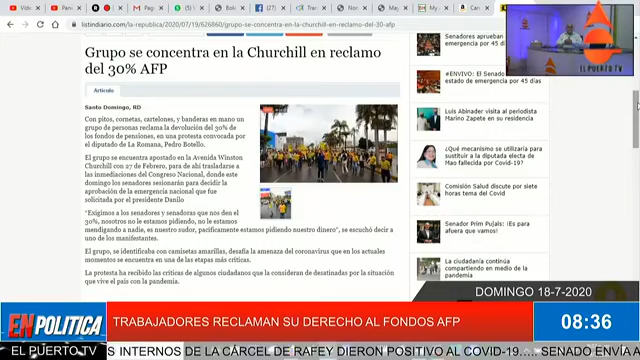 Vide
Pani
G
Pag
S
Bole
Di
Trad
Nor
May
My
A
Can
listindiario.com/la-republica/2020/07/19/626860/grupo-se-concentra-en-la-churchill-en-reclamo-del-30-afp
Grupo se concentra en la Churchill en reclamo
del 30% AFP
Artículo
Santo Domingo, RD
Con pitos, cornetas, cartelones, y banderas en mano un
grupo de personas reclama la devolución del 30% de
los fondos de pensiones, en una protesta convocada por
el diputado de La Romana, Pedro Botello.
El grupo se encuentra apostado en la Avenida Winston
Churchill con 27 de Febrero, para de ahí trasladarse a
las inmediaciones del Congreso Nacional, donde este
domingo los senadores sesionarán para decidir la
aprobación de la emergencia nacional que fue
solicitada por el presidente Danilo
"Exigimos a los senadores y senadoras que nos den el
30%, nosotros no le estamos pidiendo, no le estamos
mendigando a nadie, es nuestro sudor, pacíficamente estamos pidiendo nuestro dinero", se escuchó decir a
uno de los manifestantes.
El grupo, se identificaba con camisetas amarillas, desafía la amenaza del coronavirus que en los actuales
momentos se encuentra en una de las etapas más críticas.
La protesta ha recibido las críticas de algunos ciudadanos que la consideran de desatinadas por la situación
que vive el país con la pandemia.
Senadores aprueban
emergencia por 45 dí
#ENVIVO: El Senado
estado de emergencia por 45 días
Luis Abinader visita al periodista
Marino Zapete en su residencia
¿Qué mecanismo se utilizaría para
sustituir a la diputada electa de
Mao fallecida por Covid-19?
Comisión Salud discute por siete
horas tema del Covid
Senador Prim Pujals: ¡Es para
afuera que vamos!
La ciudadanía continúa
compartiendo en medio de la
pandemia
EL PUERTO TV
DOMINGO 18-7-2020
EN POLITICA
TRABAJADORES RECLAMAN SU DERECHO AL FONDOS AFP
08:36
EL PUERTO TV
S INTERNOS DE LA CÁRCEL DE RAFEY DIERON POSITIVO AL COVID-19...... SENADO ENVÍA A